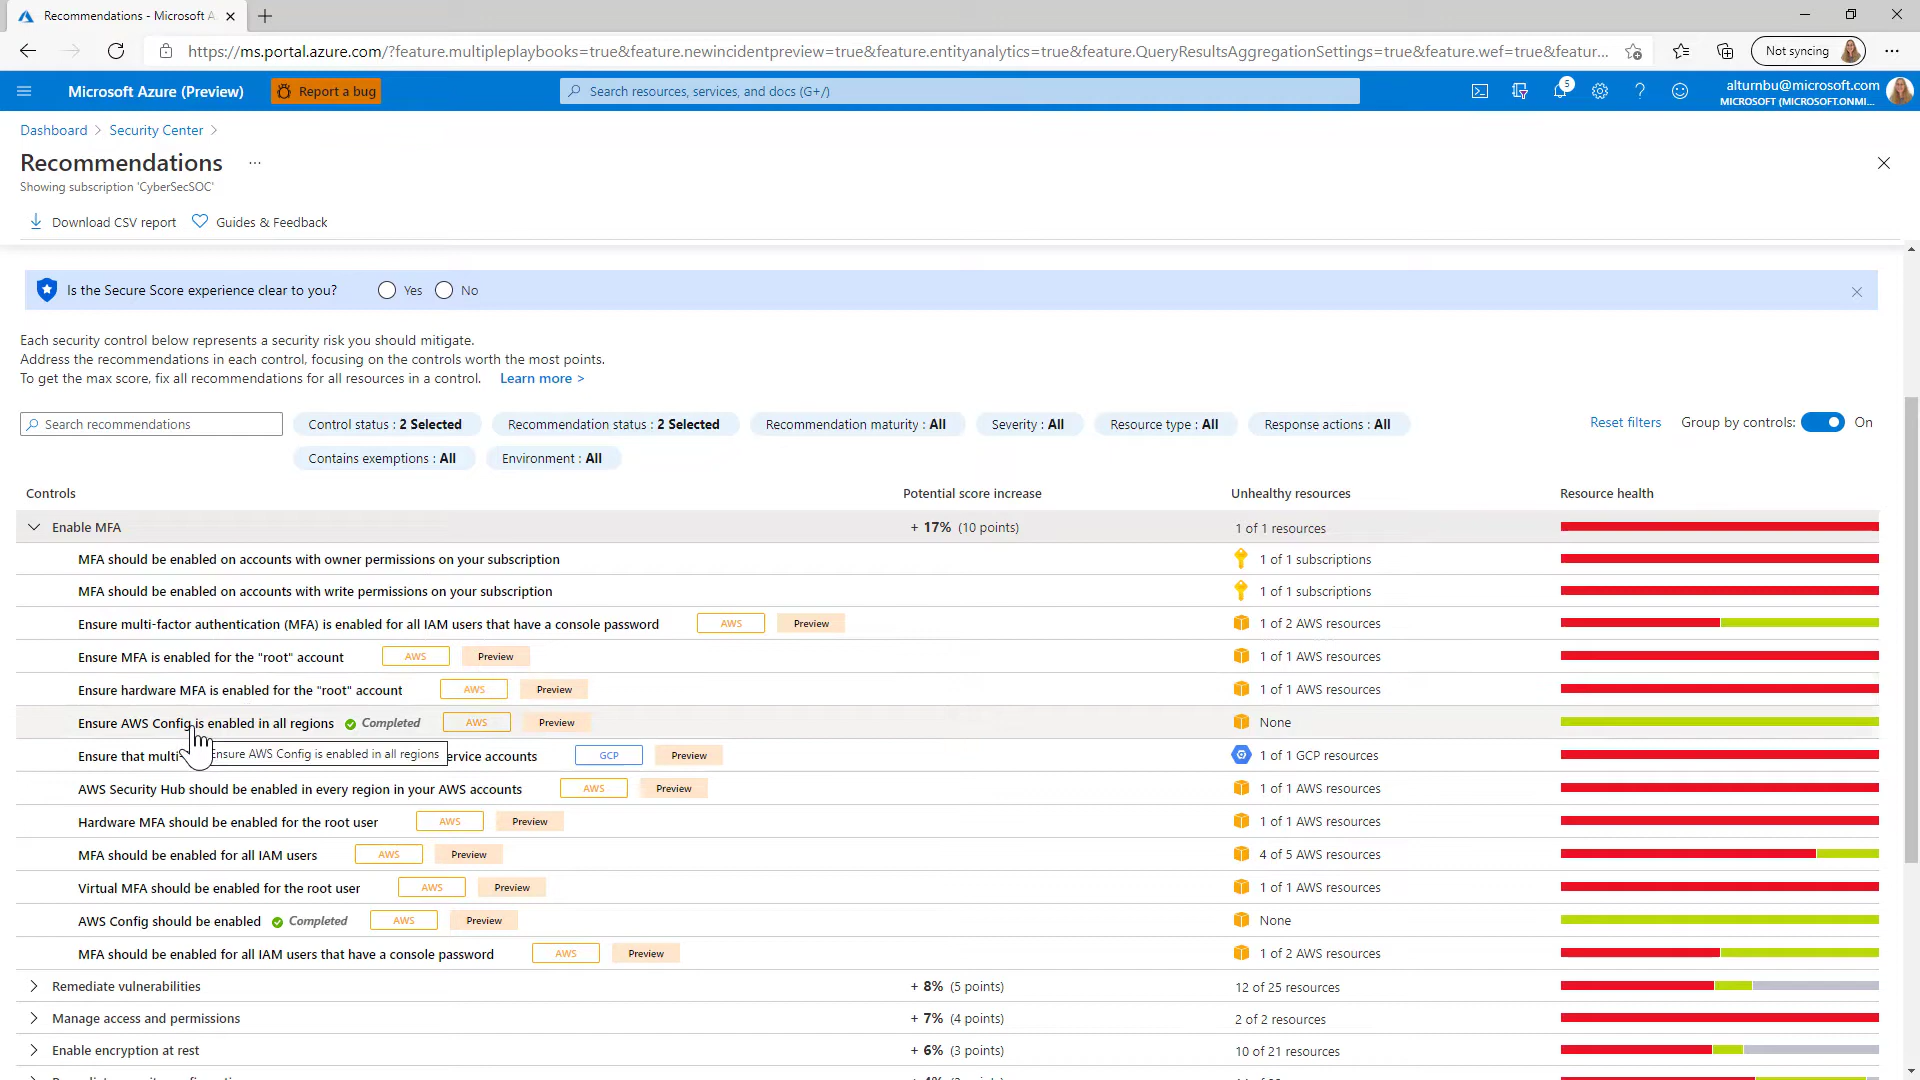 Recommendations - Microsoft A
https://ms.portal.azure.com/?feature.multipleplaybooks=true&feature.newincidentpreview=true&feature.entityanalytics=true&feature.QueryResultsAggregationSettings=true&feature.wef=true&featur...
Not syncing
Microsoft Azure (Preview)
Report a bug
Search resources, services, and docs (G+/)
5
alturnbu@microsoft.com
MICROSOFT (MICROSOFT.ONMI...
Dashboard > Security Center >
Recommendations ...
Showing subscription 'CyberSecSOC'
Download CSV report
Guides & Feedback
Is the Secure Score experience clear to you? Yes No
Each security control below represents a security risk you should mitigate.
Address the recommendations in each control, focusing on the controls worth the most points.
To get the max score, fix all recommendations for all resources in a control. Learn more >
Search recommendations
Control status : 2 Selected
Recommendation status : 2 Selected
Recommendation maturity : All
Severity : All
Resource type : All
Response actions : All
Reset filters
Group by controls: On
Contains exemptions : All
Environment : All
Controls Potential score increase Unhealthy resources Resource health
Enable MFA + 17% (10 points) 1 of 1 resources
MFA should be enabled on accounts with owner permissions on your subscription 1 of 1 subscriptions
MFA should be enabled on accounts with write permissions on your subscription 1 of 1 subscriptions
Ensure multi-factor authentication (MFA) is enabled for all IAM users that have a console password AWS Preview 1 of 2 AWS resources
Ensure MFA is enabled for the "root" account AWS Preview 1 of 1 AWS resources
Ensure hardware MFA is enabled for the "root" account AWS Preview 1 of 1 AWS resources
Ensure AWS Config is enabled in all regions Completed AWS Preview None
Ensure AWS Config is enabled in all regions
Ensure that multi- ervice accounts GCP Preview 1 of 1 GCP resources
AWS Security Hub should be enabled in every region in your AWS accounts AWS Preview 1 of 1 AWS resources
Hardware MFA should be enabled for the root user AWS Preview 1 of 1 AWS resources
MFA should be enabled for all IAM users AWS Preview 4 of 5 AWS resources
Virtual MFA should be enabled for the root user AWS Preview 1 of 1 AWS resources
AWS Config should be enabled Completed AWS Preview None
MFA should be enabled for all IAM users that have a console password AWS Preview 1 of 2 AWS resources
Remediate vulnerabilities + 8% (5 points) 12 of 25 resources
Manage access and permissions + 7% (4 points) 2 of 2 resources
Enable encryption at rest + 6% (3 points) 10 of 21 resources